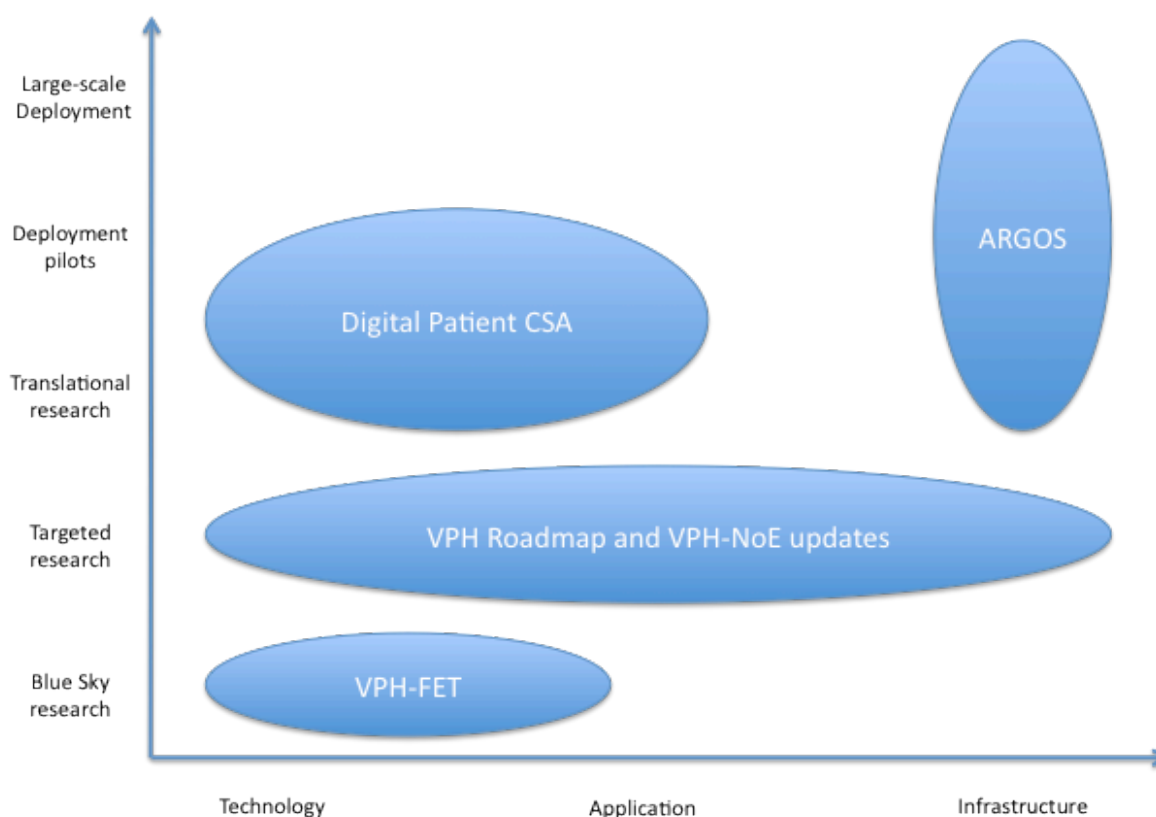 Large-scale
Deployment
Deployment
pilots
ARGOS
Digital Patient CSA
Translational
research
Targeted
research
VPH Roadmap and VPH-NoE updates
Blue Sky
research
VPH-FET
Technology
Application
Infrastructure